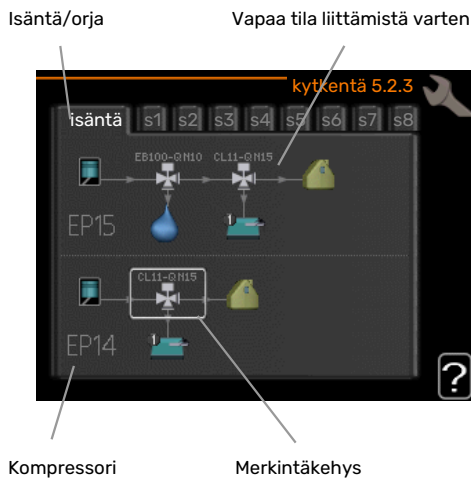 Isäntä/orja
Vapaa tila liittämistä varten
kytkentä 5.2.3
isäntä s1 s2 s3 s4 s5 s6 s7 s8
EB100-QN10 CL11-QN15
1
EP15
CL11-QN15
1
EP14
?
Kompressori
Merkintäkehys